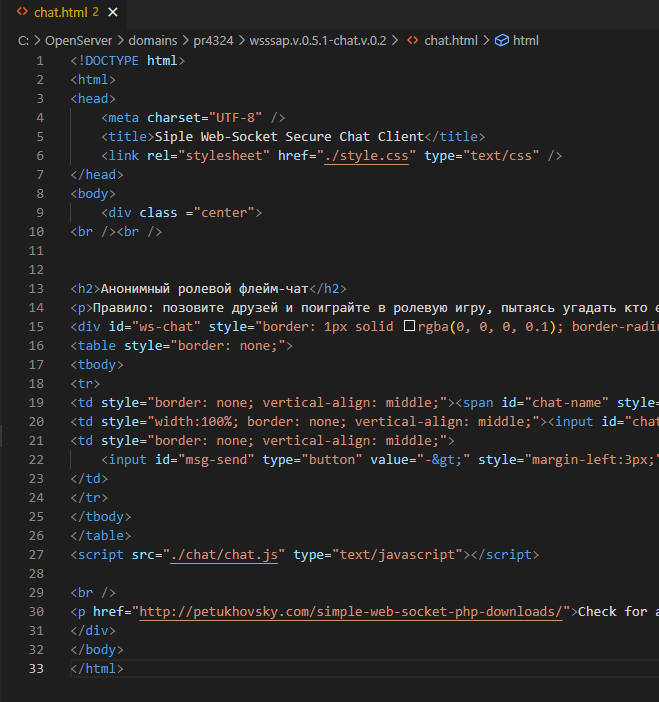 chat.html 2 ×
C: > OpenServer > domains > pr4324 > wsssap.v.0.5.1-chat.v.0.2 > chat.html > html
1 <!DOCTYPE html>
2 <html>
3 <head>
4 <meta charset="UTF-8" />
5 <title>Siple Web-Socket Secure Chat Client</title>
6 <link rel="stylesheet" href="./style.css" type="text/css" />
7 </head>
8 <body>
9 <div class ="center">
10 <br /><br />
11
12
13 <h2>Анонимный ролевой флейм-чат</h2>
14 <p>Правило: позовите друзей и поиграйте в ролевую игру, пытаясь угадать кто е
15 <div id="ws-chat" style="border: 1px solid rgba(0, 0, 0, 0.1); border-radiu
16 <table style="border: none;">
17 <tbody>
18 <tr>
19 <td style="border: none; vertical-align: middle;"><span id="chat-name" style=
20 <td style="width:100%; border: none; vertical-align: middle;"><input id="chat
21 <td style="border: none; vertical-align: middle;">
22 <input id="msg-send" type="button" value="-&gt;" style="margin-left:3px;"
23 </td>
24 </tr>
25 </tbody>
26 </table>
27 <script src="./chat/chat.js" type="text/javascript"></script>
28
29 <br />
30 <p href="http://petukhovsky.com/simple-web-socket-php-downloads/">Check for a
31 </div>
32 </body>
33 </html>